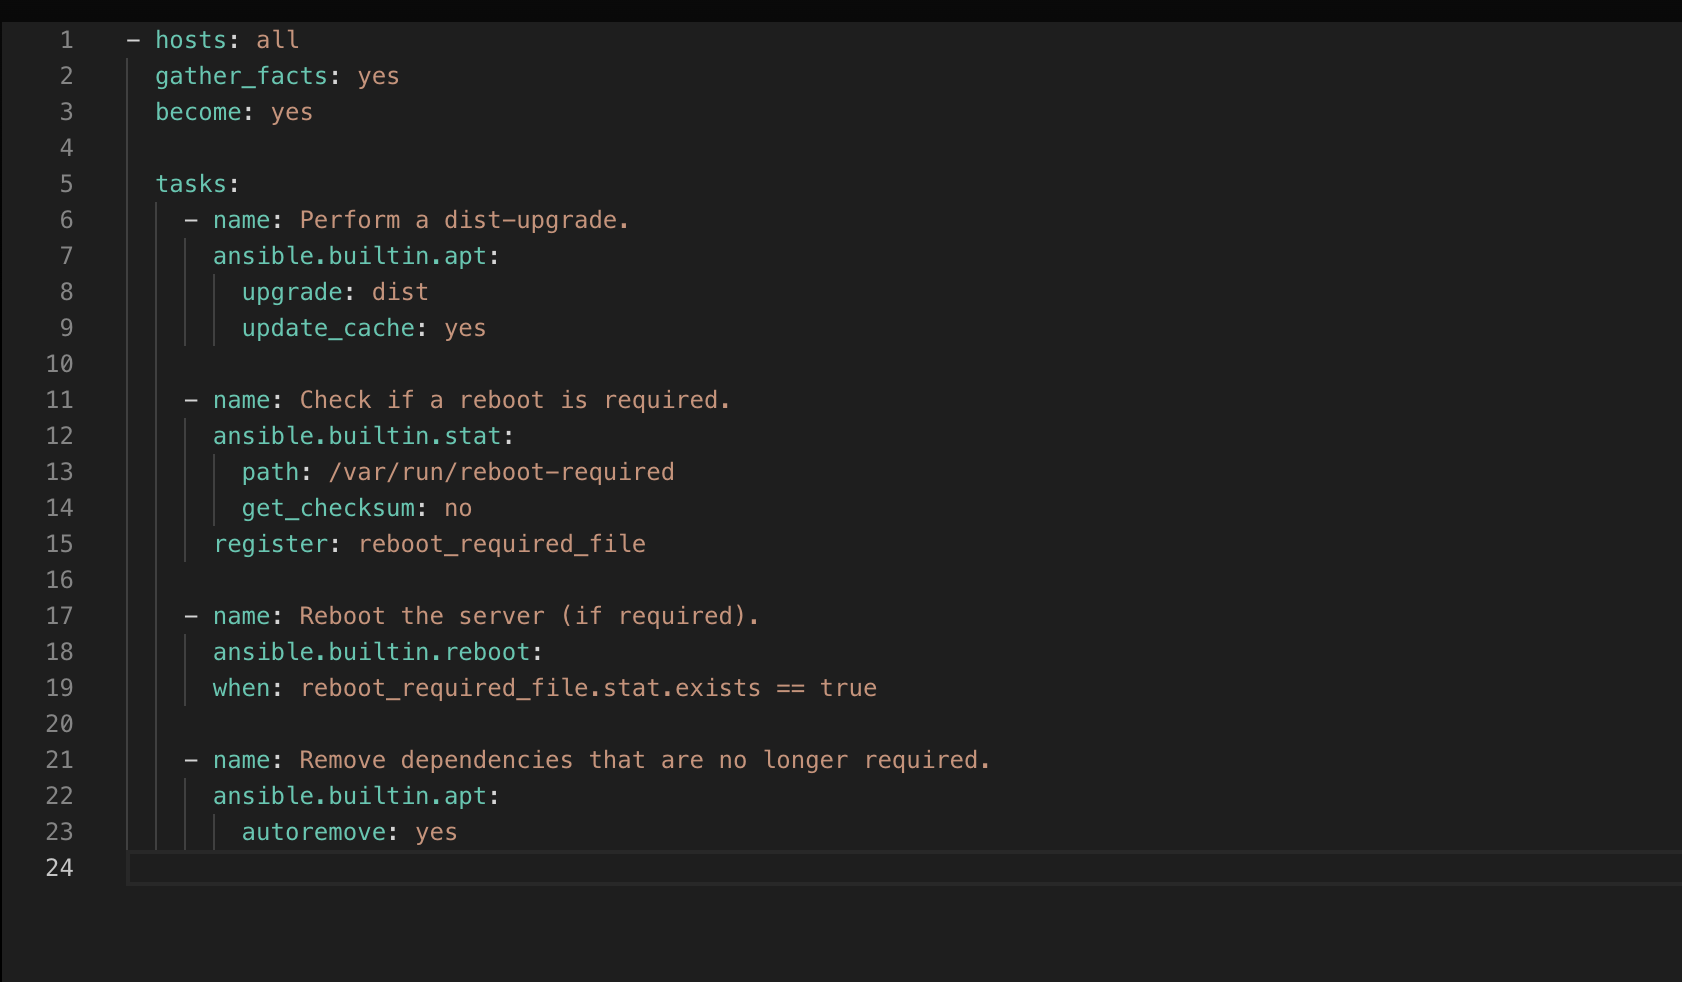 1 - hosts: all
2 gather_facts: yes
3 become: yes
4
5 tasks:
6 - name: Perform a dist-upgrade.
7 ansible.builtin.apt:
8 upgrade: dist
9 update_cache: yes
10
11 - name: Check if a reboot is required.
12 ansible.builtin.stat:
13 path: /var/run/reboot-required
14 get_checksum: no
15 register: reboot_required_file
16
17 - name: Reboot the server (if required).
18 ansible.builtin.reboot:
19 when: reboot_required_file.stat.exists == true
20
21 - name: Remove dependencies that are no longer required.
22 ansible.builtin.apt:
23 autoremove: yes
24